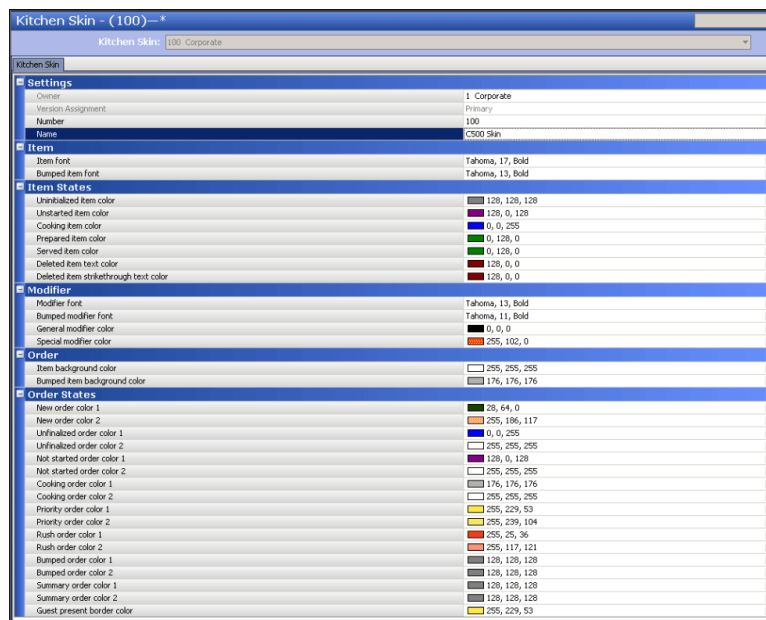 Kitchen Skin - (100)—*
Kitchen Skin: 100 Corporate
Kitchen Skin
Settings
Owner 1 Corporate
Version Assignment Primary
Number 100
Name C500 Skin
Item
Item font Tahoma, 17, Bold
Bumped item font Tahoma, 13, Bold
Item States
Uninitialized item color 128, 128, 128
Unstarted item color 128, 0, 128
Cooking item color 0, 0, 255
Prepared item color 0, 128, 0
Served item color 0, 128, 0
Deleted item text color 128, 0, 0
Deleted item strikethrough text color 128, 0, 0
Modifier
Modifier font Tahoma, 13, Bold
Bumped modifier font Tahoma, 11, Bold
General modifier color 0, 0, 0
Special modifier color 255, 102, 0
Order
Item background color 255, 255, 255
Bumped item background color 176, 176, 176
Order States
New order color 1 28, 64, 0
New order color 2 255, 186, 117
Unfinalized order color 1 0, 0, 255
Unfinalized order color 2 255, 255, 255
Not started order color 1 128, 0, 128
Not started order color 2 255, 255, 255
Cooking order color 1 176, 176, 176
Cooking order color 2 255, 255, 255
Priority order color 1 255, 229, 53
Priority order color 2 255, 239, 104
Rush order color 1 255, 25, 36
Rush order color 2 255, 117, 121
Bumped order color 1 128, 128, 128
Bumped order color 2 128, 128, 128
Summary order color 1 128, 128, 128
Summary order color 2 128, 128, 128
Guest present border color 255, 229, 53